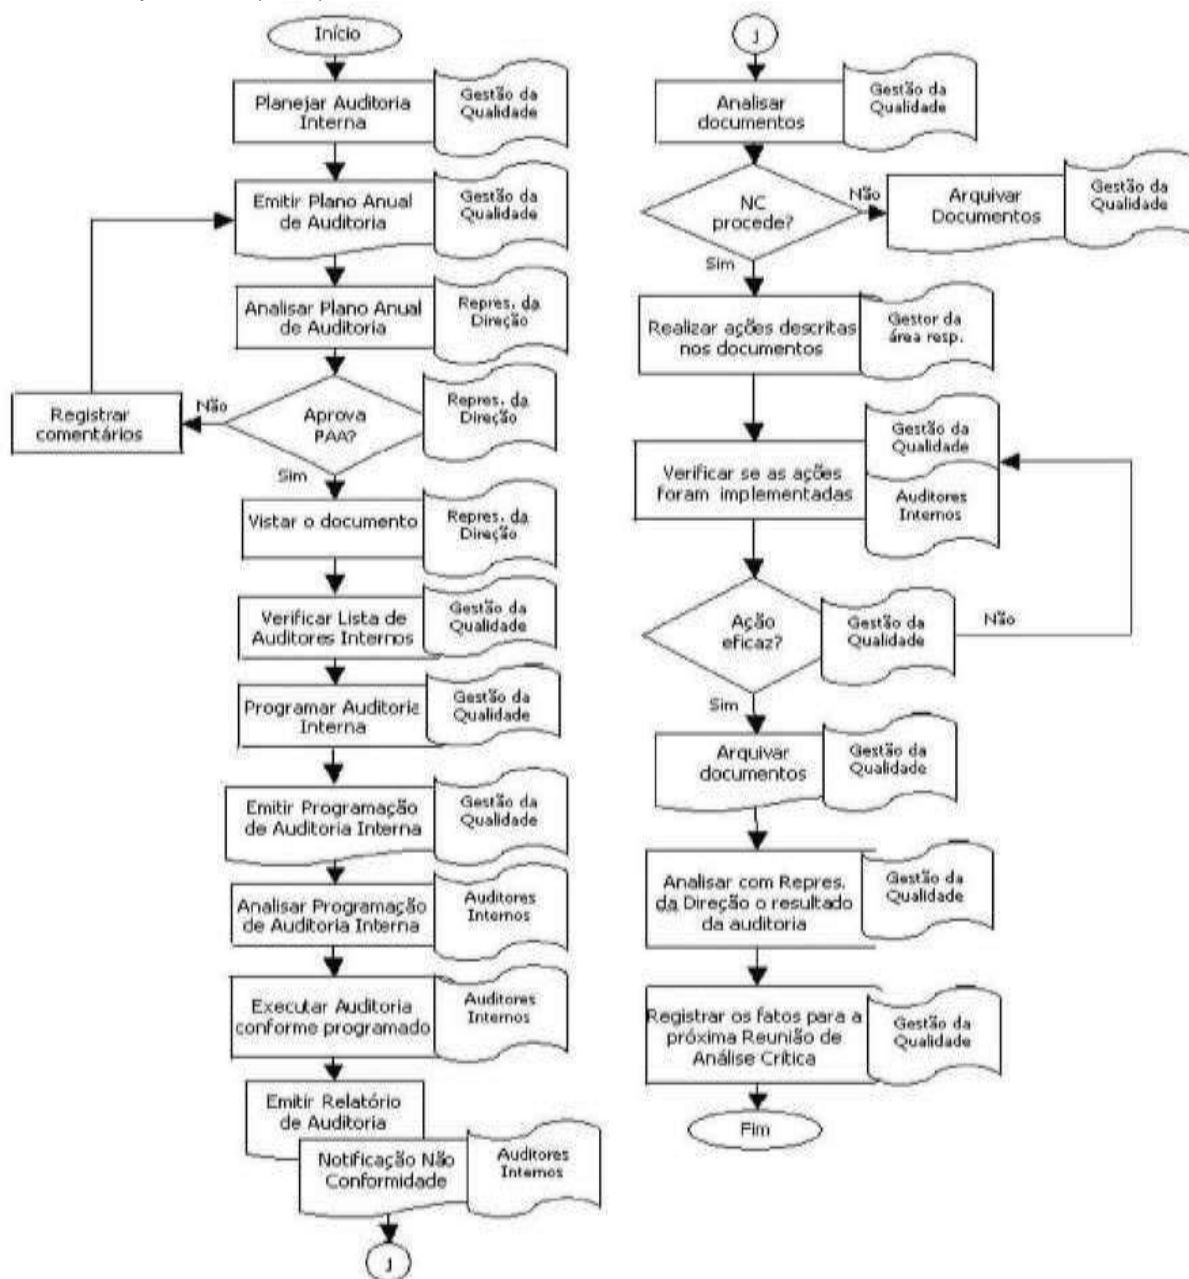 Início
Planejar Auditoria
Interna
Gestão da
Qualidade
Emitir Plano Anual
de Auditoria
Gestão da
Qualidade
Analisar Plano Anual
de Auditoria
Repres. da
Direção
Aprova
PAA?
Repres. da
Direção
Não
Registrar
comentários
Sim
Vistar o documento
Repres. da
Direção
Verificar Lista de
Auditores Internos
Gestão da
Qualidade
Programar Auditoria
Interna
Gestão da
Qualidade
Emitir Programação
de Auditoria Interna
Gestão da
Qualidade
Analisar Programação
de Auditoria Interna
Auditores
Internos
Executar Auditoria
conforme programado
Auditores
Internos
Emitir Relatório
de Auditoria
Notificação Não
Conformidade
Auditores
Internos
J
J
Analisar
documentos
Gestão da
Qualidade
NC
procede?
Não
Arquivar
Documentos
Gestão da
Qualidade
Sim
Realizar ações descritas
nos documentos
Gestor da
área resp.
Verificar se as ações
foram implementadas
Gestão da
Qualidade
Auditores
Internos
Ação
eficaz?
Gestão da
Qualidade
Não
Sim
Arquivar
documentos
Gestão da
Qualidade
Analisar com Repres.
da Direção o resultado
da auditoria
Gestão da
Qualidade
Registrar os fatos para a
próxima Reunião de
Análise Crítica
Gestão da
Qualidade
Fim